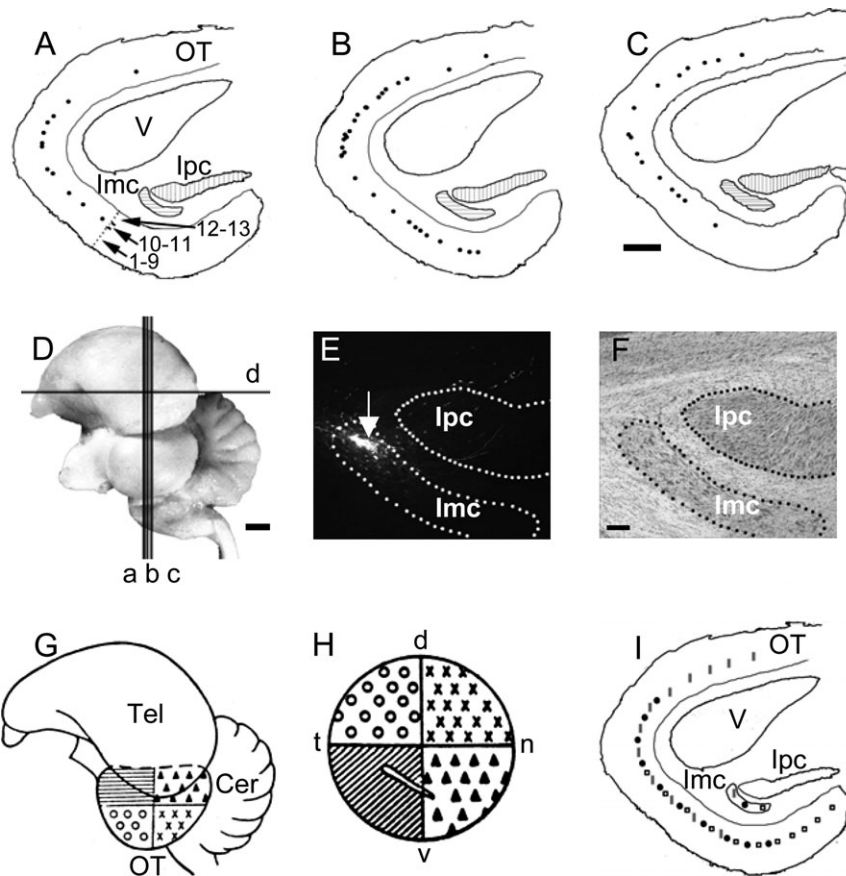 A
OT
V
Imc
Ipc
12-13
10-11
1-9
B
C
D
d
a b c
E
Ipc
Imc
F
Ipc
Imc
G
Tel
Cer
OT
H
d
t
n
v
I
OT
V
Imc
Ipc